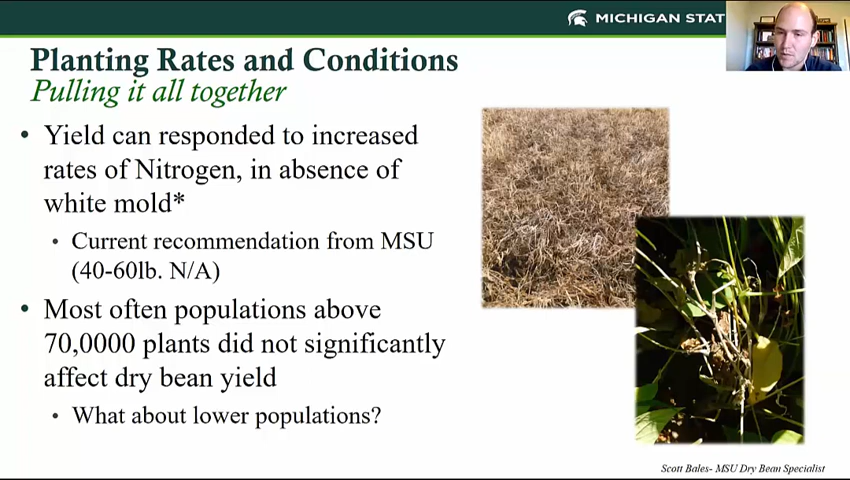 MICHIGAN STAT
Planting Rates and Conditions
Pulling it all together
• Yield can responded to increased
rates of Nitrogen, in absence of
white mold*
• Current recommendation from MSU
(40-60lb. N/A)
• Most often populations above
70,0000 plants did not significantly
affect dry bean yield
• What about lower populations?
Scott Bales- MSU Dry Bean Specialist